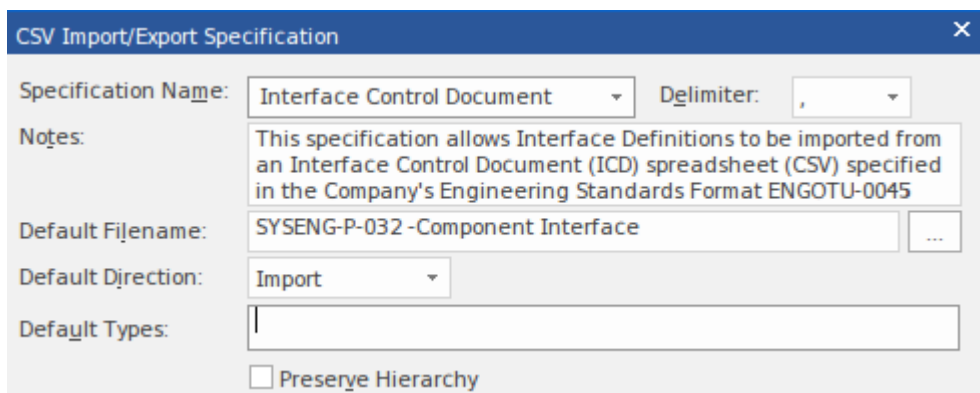 CSV Import/Export Specification
Specification Name: Interface Control Document Delimiter: ,
Notes: This specification allows Interface Definitions to be imported from
an Interface Control Document (ICD) spreadsheet (CSV) specified
in the Company's Engineering Standards Format ENGOTU-0045
Default Filename: SYSENG-P-032 -Component Interface ...
Default Direction: Import
Default Types:
Preserve Hierarchy